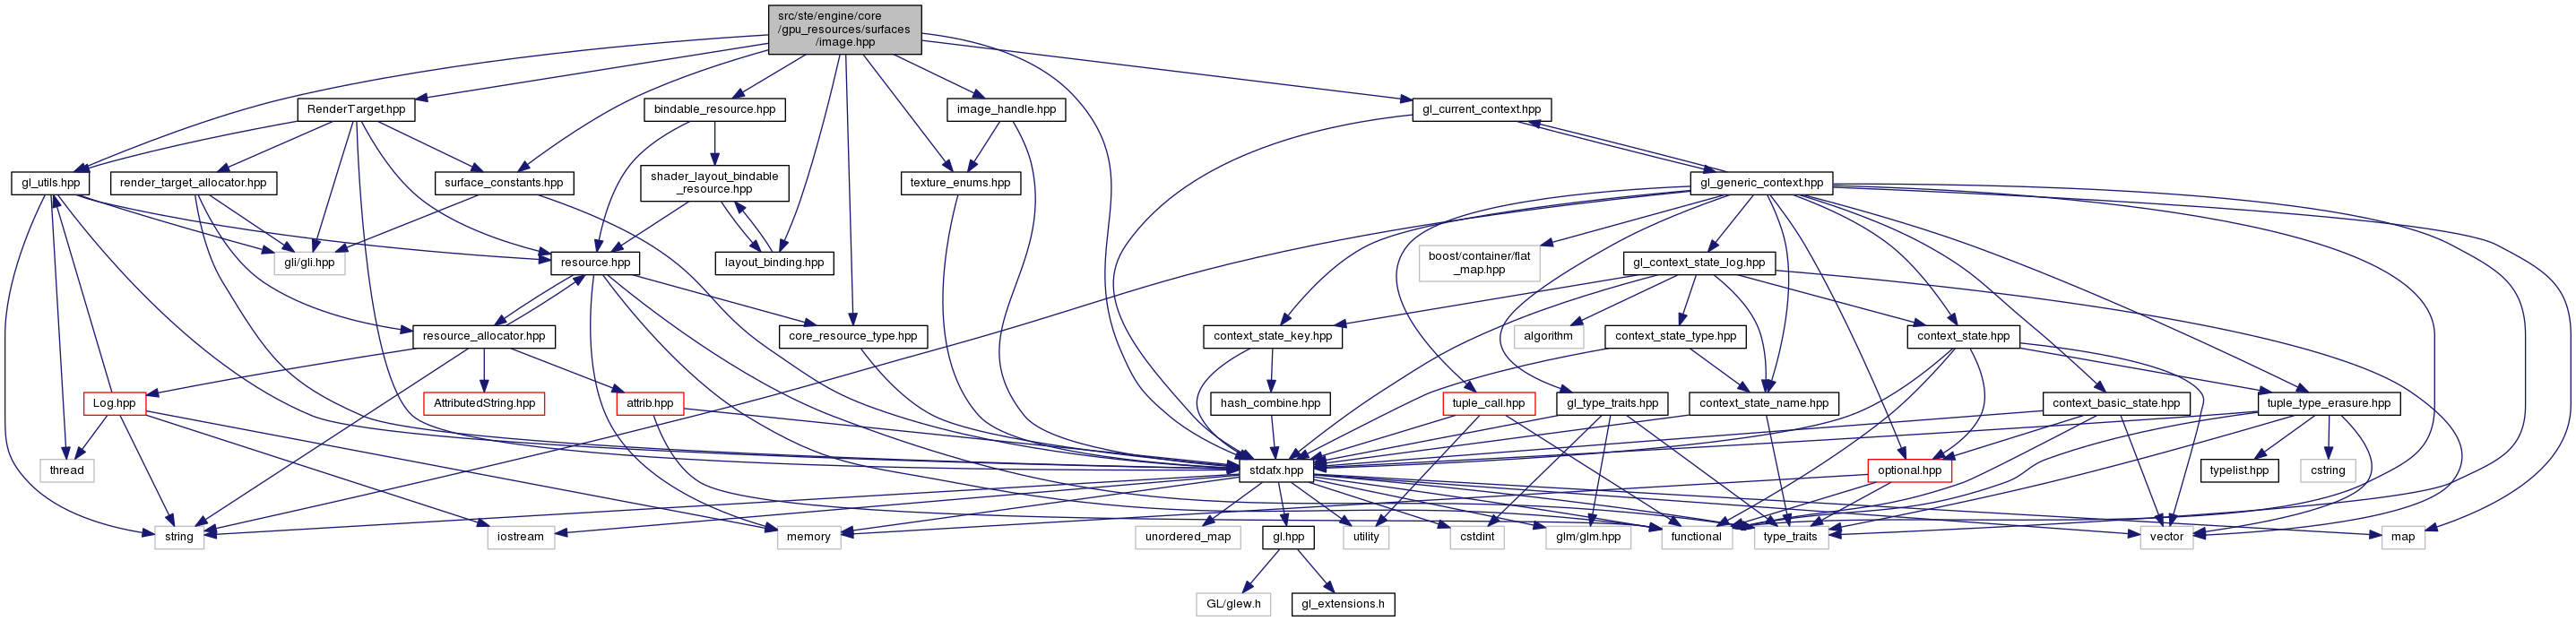 src/ste/engine/core
/gpu_resources/surfaces
/image.hpp
RenderTarget.hpp
bindable_resource.hpp
image_handle.hpp
gl_current_context.hpp
gl_utils.hpp
render_target_allocator.hpp
surface_constants.hpp
shader_layout_bindable
_resource.hpp
texture_enums.hpp
gl_generic_context.hpp
gli/gli.hpp
resource.hpp
layout_binding.hpp
boost/container/flat
_map.hpp
gl_context_state_log.hpp
resource_allocator.hpp
core_resource_type.hpp
context_state_key.hpp
algorithm
context_state_type.hpp
context_state.hpp
Log.hpp
AttributedString.hpp
attrib.hpp
hash_combine.hpp
tuple_call.hpp
gl_type_traits.hpp
context_state_name.hpp
context_basic_state.hpp
tuple_type_erasure.hpp
thread
stdafx.hpp
optional.hpp
typelist.hpp
cstring
string
iostream
memory
unordered_map
gl.hpp
utility
cstdint
glm/glm.hpp
functional
type_traits
vector
map
GL/glew.h
gl_extensions.h